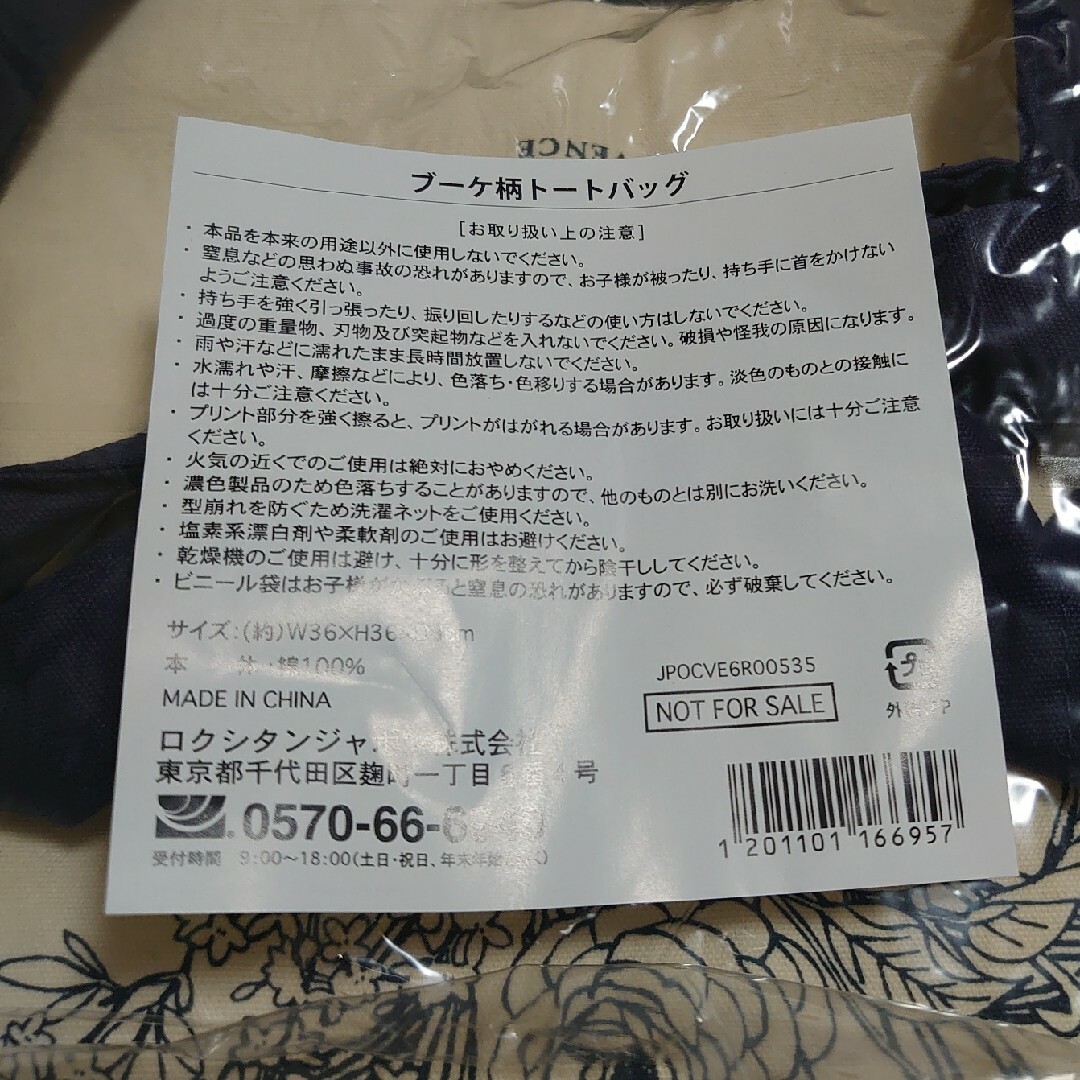 VENCE
ブーケ柄トートバッグ
[お取り扱い上の注意]
・本品を本来の用途以外に使用しないでください。
・窒息などの思わぬ事故の恐れがありますので、お子様が被ったり、持ち手に首をかけない
ようご注意ください。
・持ち手を強く引っ張ったり、振り回したりするなどの使い方はしないでください。
・過度の重量物、刃物及び突起物などを入れないでください。破損や怪我の原因になります。
・雨や汗などに濡れたまま長時間放置しないでください。
・水濡れや汗、摩擦などにより、色落ち・色移りする場合があります。淡色のものとの接触に
は十分ご注意ください。
・プリント部分を強く擦ると、プリントがはがれる場合があります。お取り扱いには十分ご注意
ください。
・火気の近くでのご使用は絶対におやめください。
・濃色製品のため色落ちすることがありますので、他のものとは別にお洗いください。
・型崩れを防ぐため洗濯ネットをご使用ください。
・塩素系漂白剤や柔軟剤のご使用はお避けください。
・乾燥機のご使用は避け、十分に形を整えてから陰干ししてください。
・ビニール袋はお子様がかぶると窒息の恐れがありますので、必ず破棄してください。
サイズ:(約)W36×H36
本 体:綿100%
MADE IN CHINA
JPOCVE6R00535
NOT FOR SALE
ロクシタンジャポン株式会
東京都千代田区麹町一丁目 号
0570-66-
受付時間 9:00~18:00(土日・祝日、年末年始
1 201101 166957